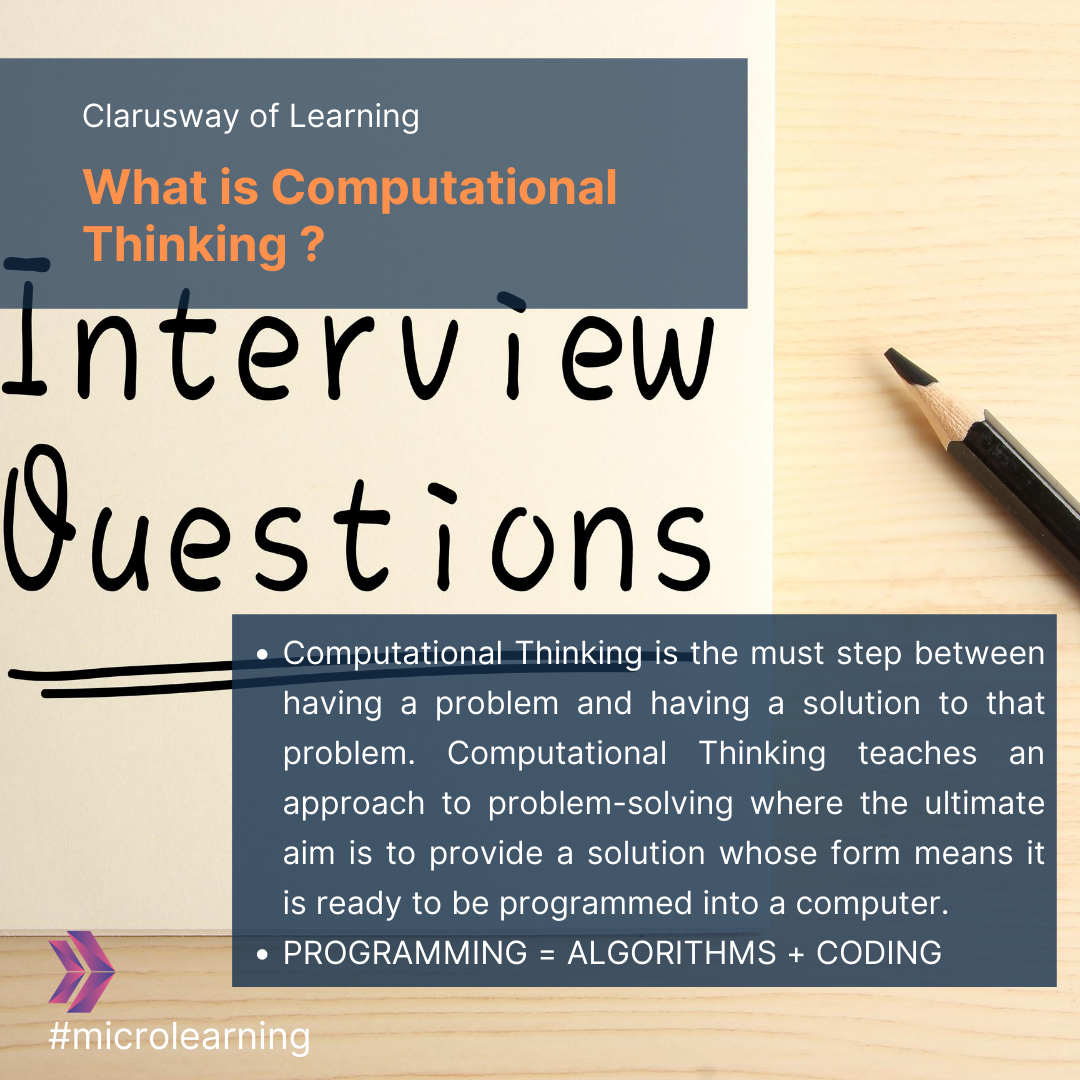 Clarusway of Learning
What is Computational
Thinking ?
Interview
Questions
• Computational Thinking is the must step between
having a problem and having a solution to that
problem. Computational Thinking teaches an
approach to problem-solving where the ultimate
aim is to provide a solution whose form means it
is ready to be programmed into a computer.
• PROGRAMMING = ALGORITHMS + CODING
#microlearning